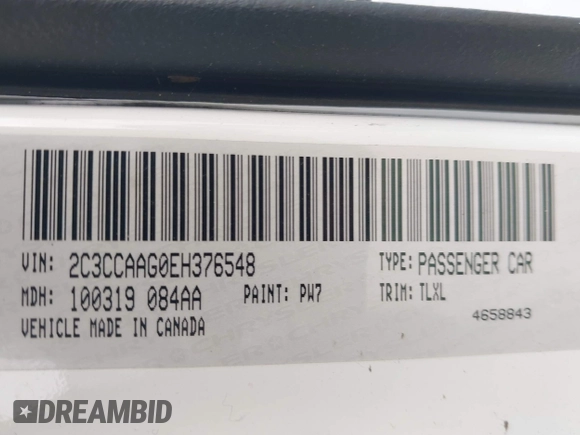 VIN: 2C3CCAAG0EH376548 TYPE: PASSENGER CAR
MDH: 100319 084AA PAINT: PW7 TRIM: TLXL
VEHICLE MADE IN CANADA 4658843
DREAMBID